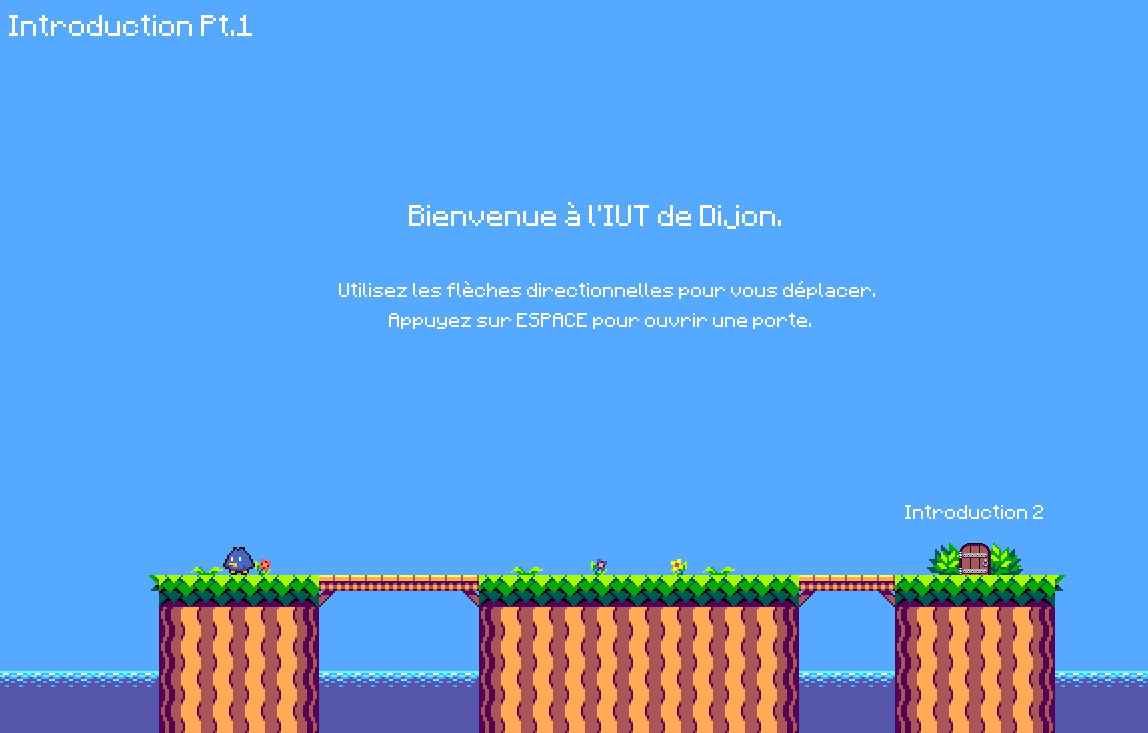 Introduction Pt.1
Bienvenue à l'IUT de Dijon.
Utilisez les flèches directionnelles pour vous déplacer.
Appuyez sur ESPACE pour ouvrir une porte.
Introduction 2